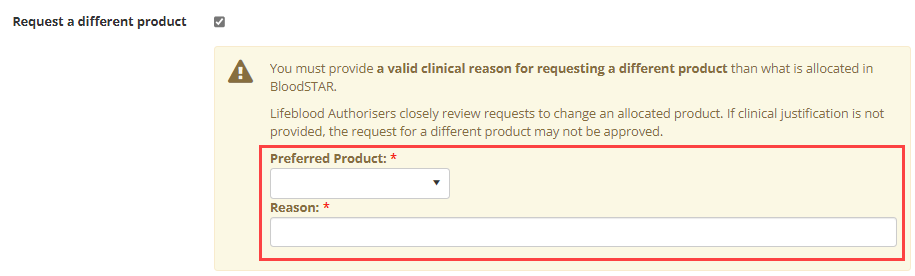 Request a different product
You must provide a valid clinical reason for requesting a different product than what is allocated in
BloodSTAR.
Lifeblood Authorisers closely review requests to change an allocated product. If clinical justification is not
provided, the request for a different product may not be approved.
Preferred Product: *
Reason: *